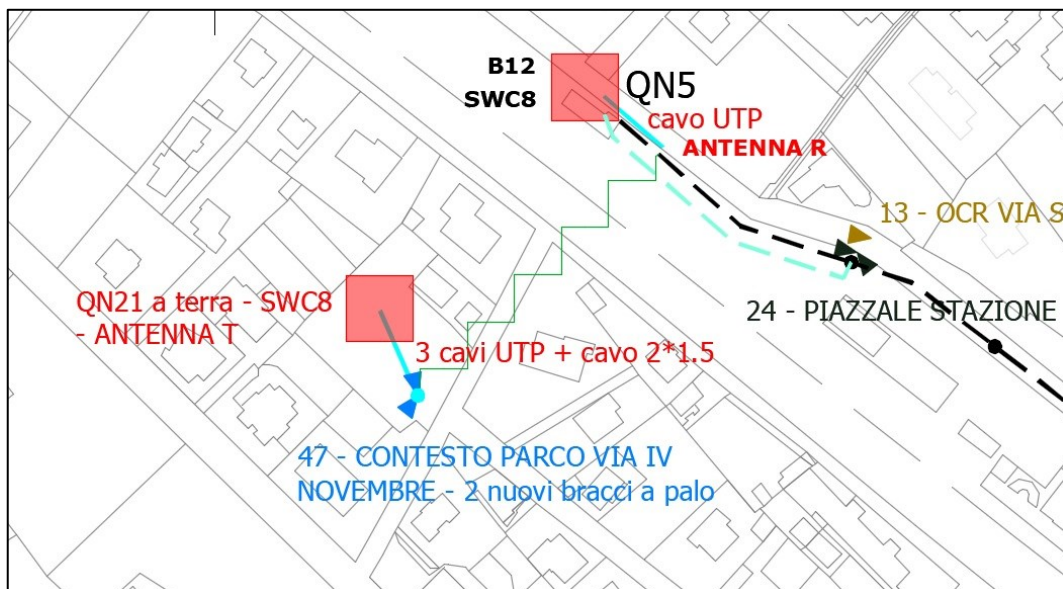 B12
SWC8
QN5
cavo UTP
ANTENNA R
13 - OCR VIA S
24 - PIAZZALE STAZIONE
QN21 a terra - SWC8
- ANTENNA T
3 cavi UTP + cavo 2*1.5
47 - CONTESTO PARCO VIA IV
NOVEMBRE - 2 nuovi bracci a palo